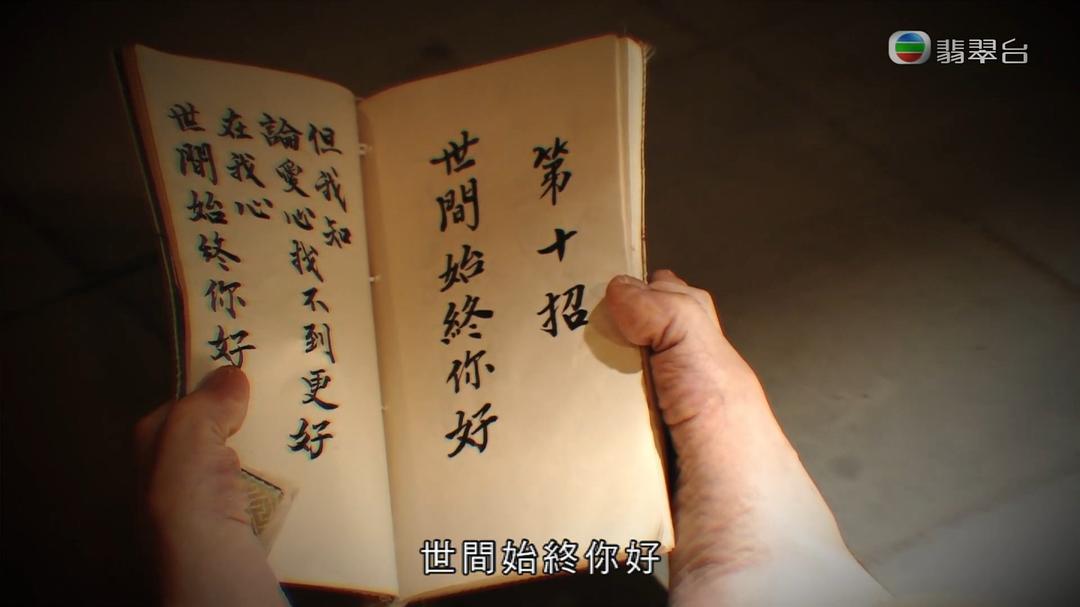 翡翠台
第十招
世間始終你好
但我知
論愛心找不到更好
在我心
世間始終你好
世間始終你好